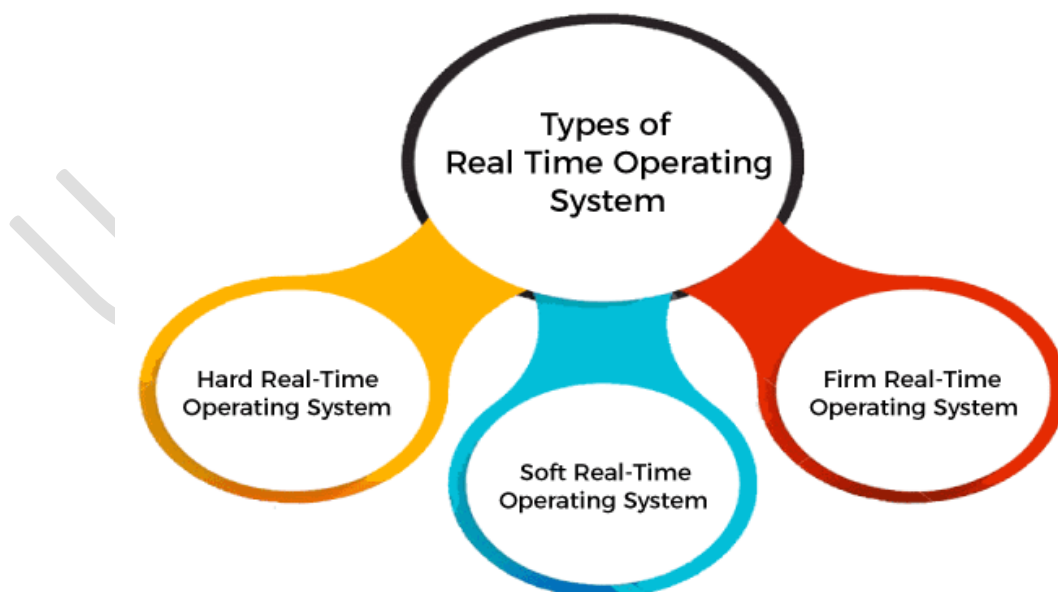 Types of
Real Time Operating
System
Hard Real-Time
Operating System
Soft Real-Time
Operating System
Firm Real-Time
Operating System